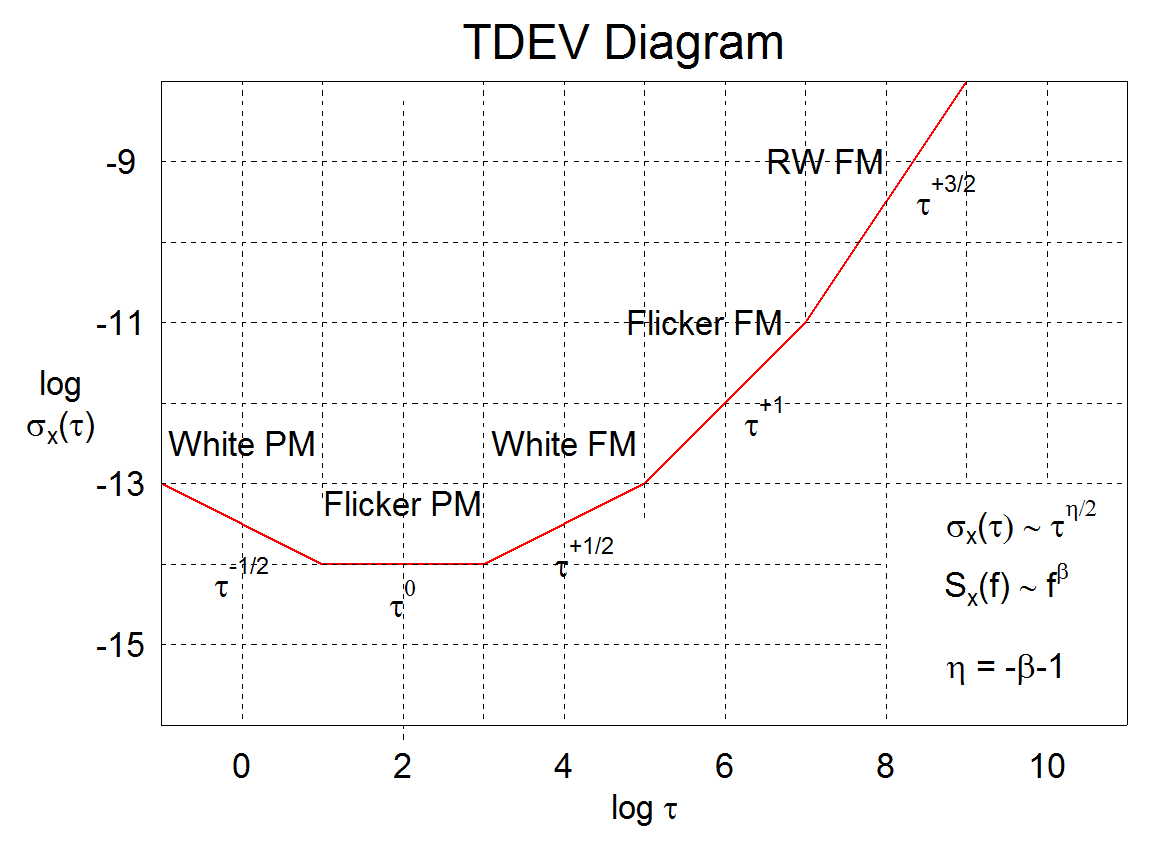 TDEV Diagram
-9
RW FM
τ+3/2
-11
Flicker FM
log
σx(τ)
τ+1
White PM
White FM
-13
Flicker PM
τ-1/2
τ0
τ+1/2
σx(τ) ~ τη/2
Sx(f) ~ fβ
η = -β-1
-15
0 2 4 6 8 10
log τ